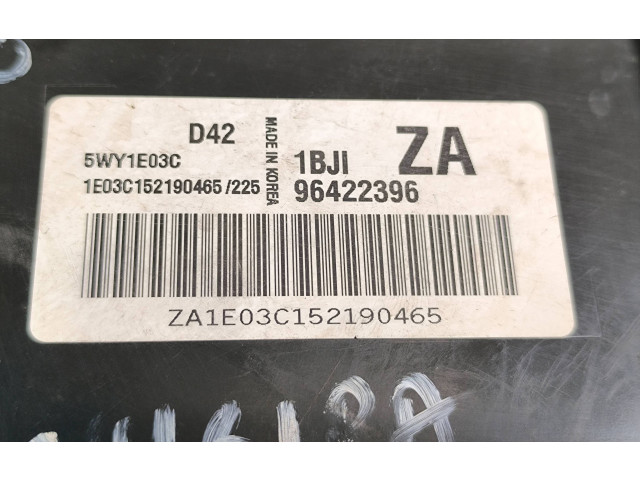 D42
5WY1E03C
1E03C152190465 /225
MADE IN KOREA
1BJI
ZA
96422396
ZA1E03C152190465